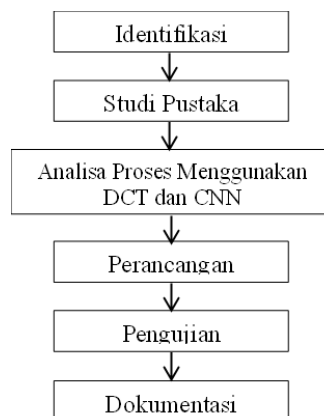 Identifikasi
Studi Pustaka
Analisa Proses Menggunakan
DCT dan CNN
Perancangan
Pengujian
Dokumentasi